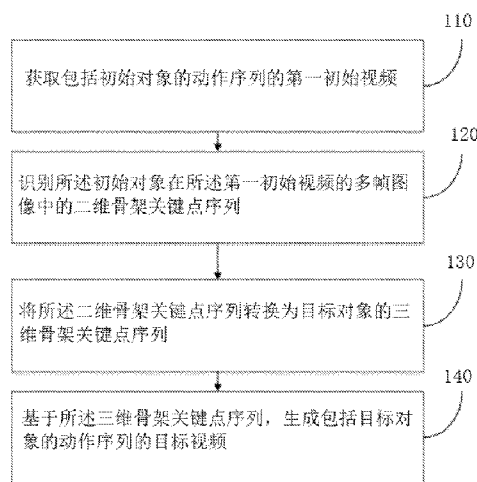 110
获取包括初始对象的动作序列的第一初始视频
120
识别所述初始对象在所述第一初始视频的多帧图
像中的二维骨架关键点序列
130
将所述二维骨架关键点序列转换为目标对象的三
维骨架关键点序列
140
基于所述三维骨架关键点序列，生成包括目标对
象的动作序列的目标视频